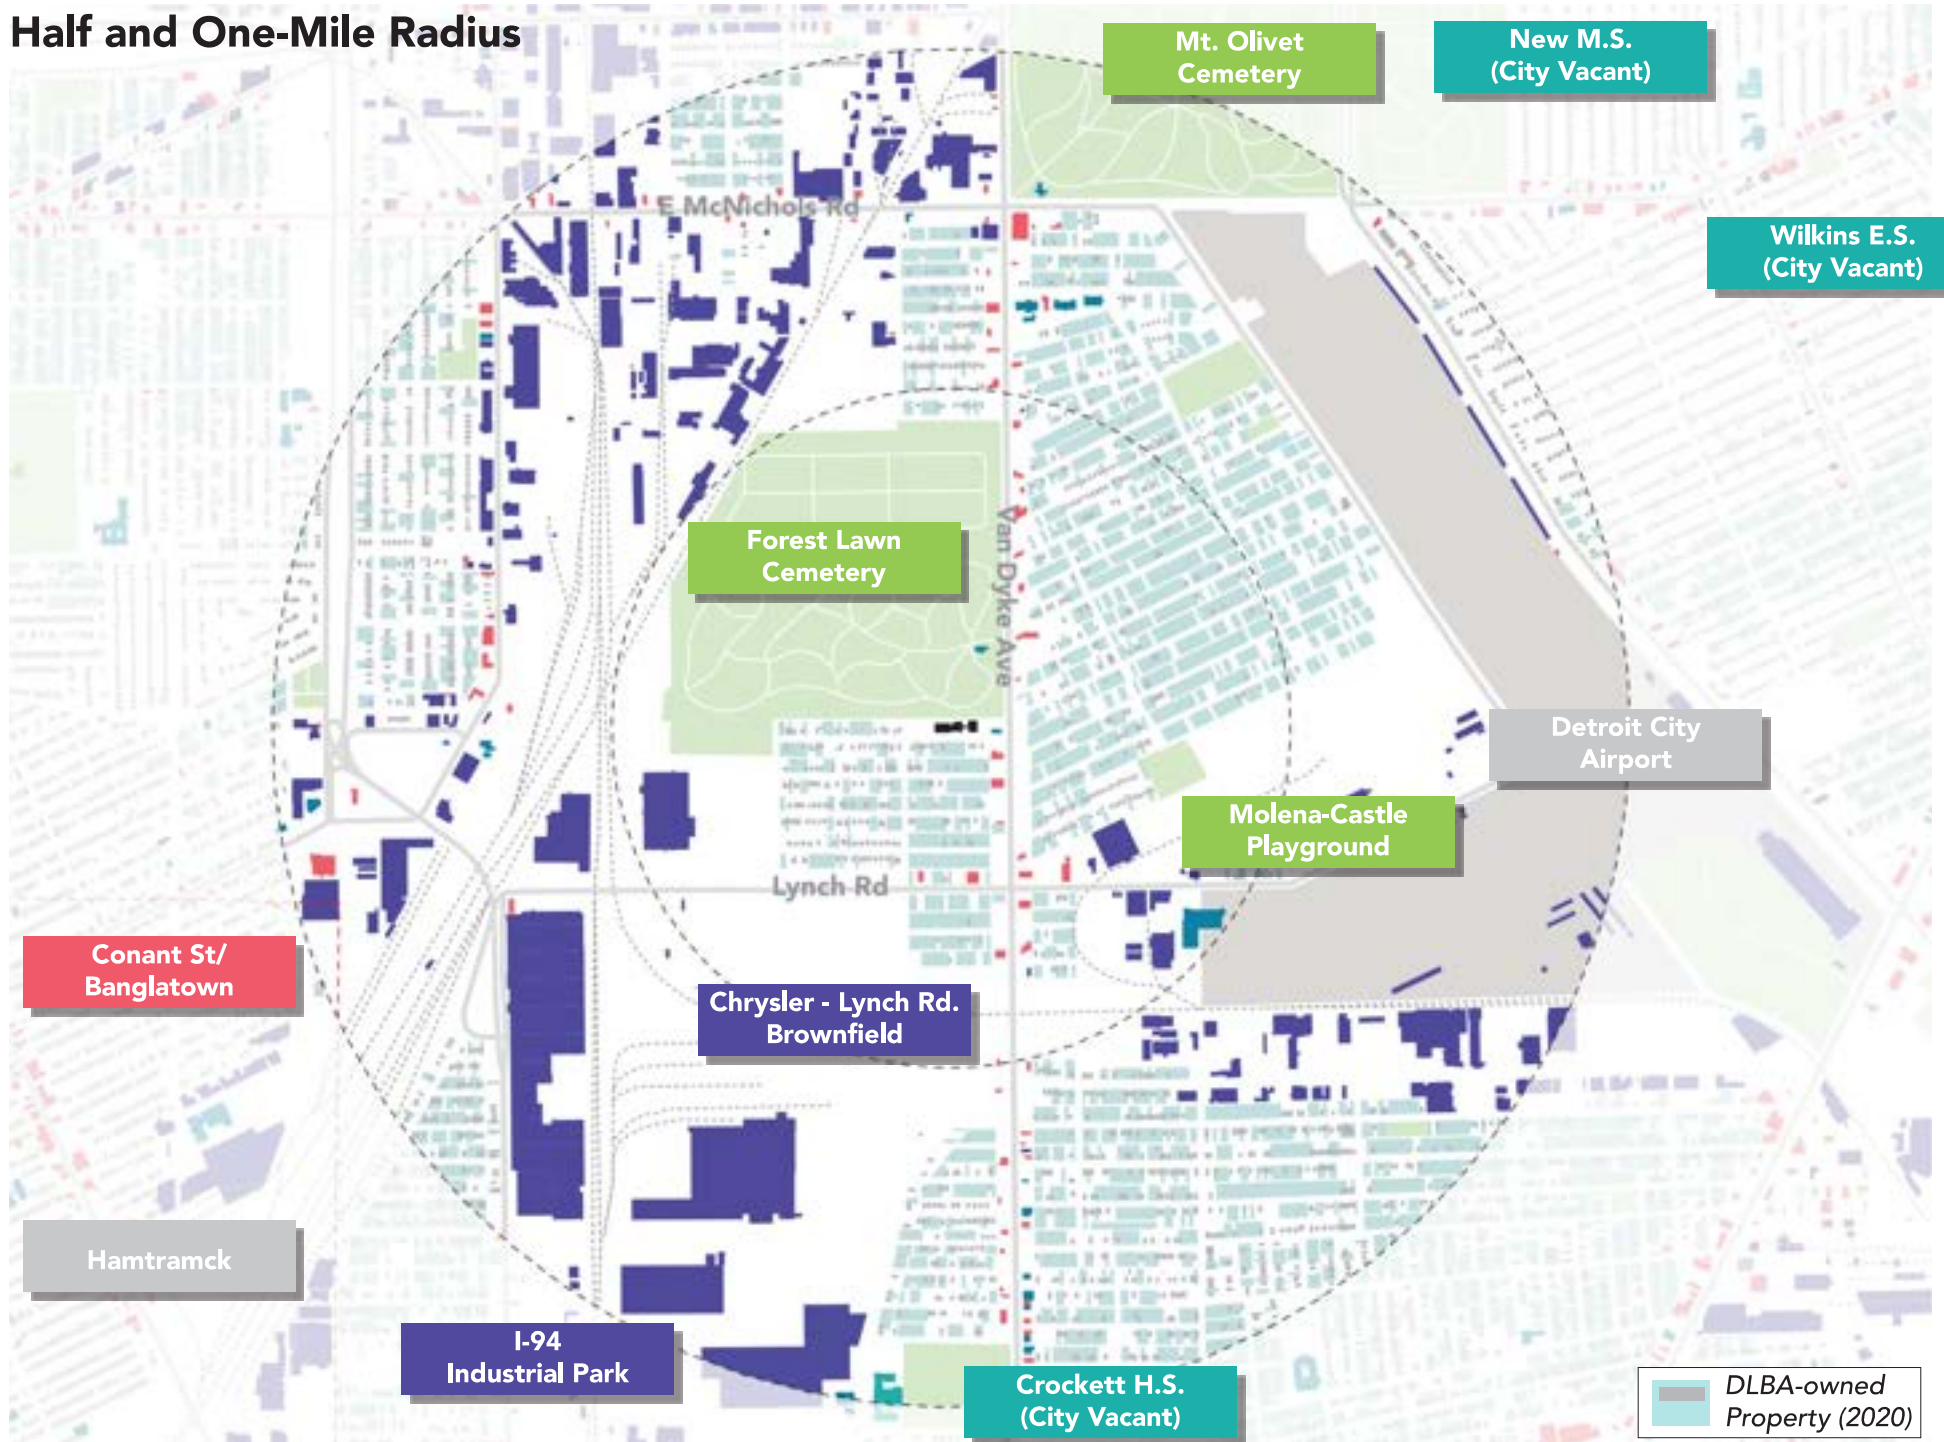 Half and One-Mile Radius
Mt. Olivet
Cemetery
New M.S.
(City Vacant)
E McNichols Rd
Wilkins E.S.
(City Vacant)
Forest Lawn
Cemetery
Van Dyke Ave
Detroit City
Airport
Molena-Castle
Playground
Lynch Rd
Conant St/
Banglatown
Chrysler - Lynch Rd.
Brownfield
Hamtramck
I-94
Industrial Park
Crockett H.S.
(City Vacant)
DLBA-owned
Property (2020)